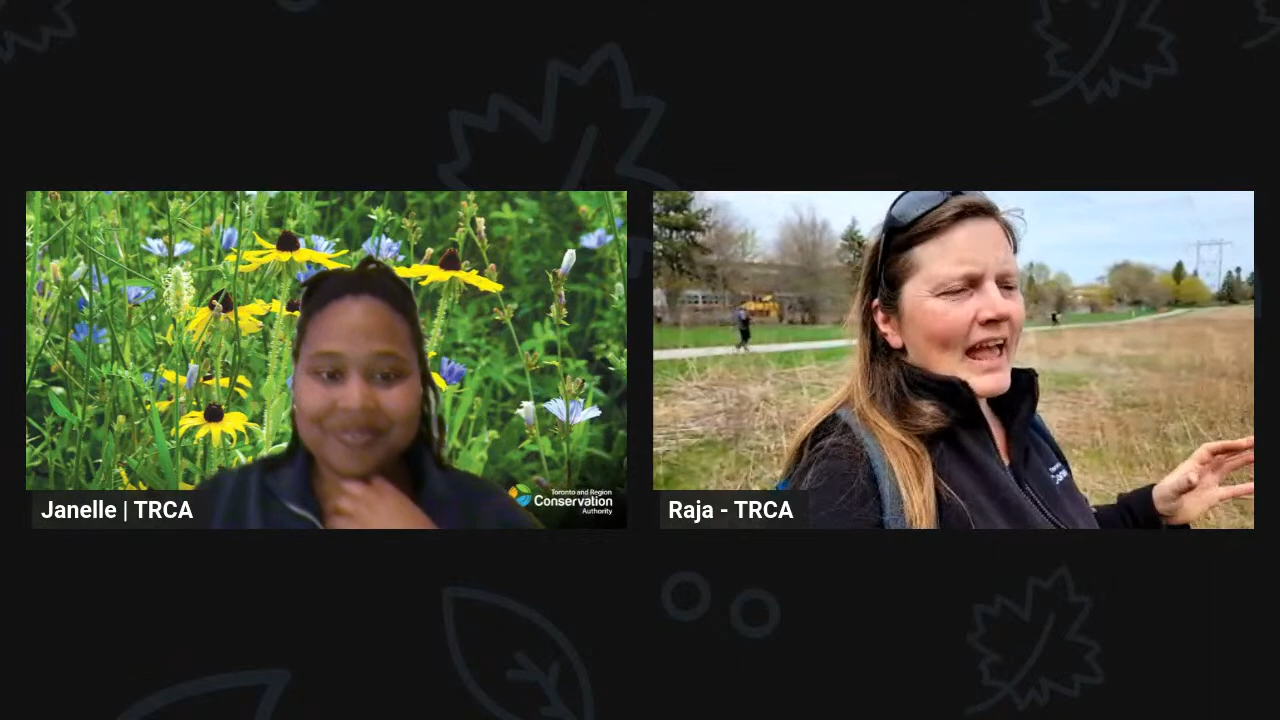 Toronto and Region
Conservation
Authority
Janelle | TRCA
Raja - TRCA